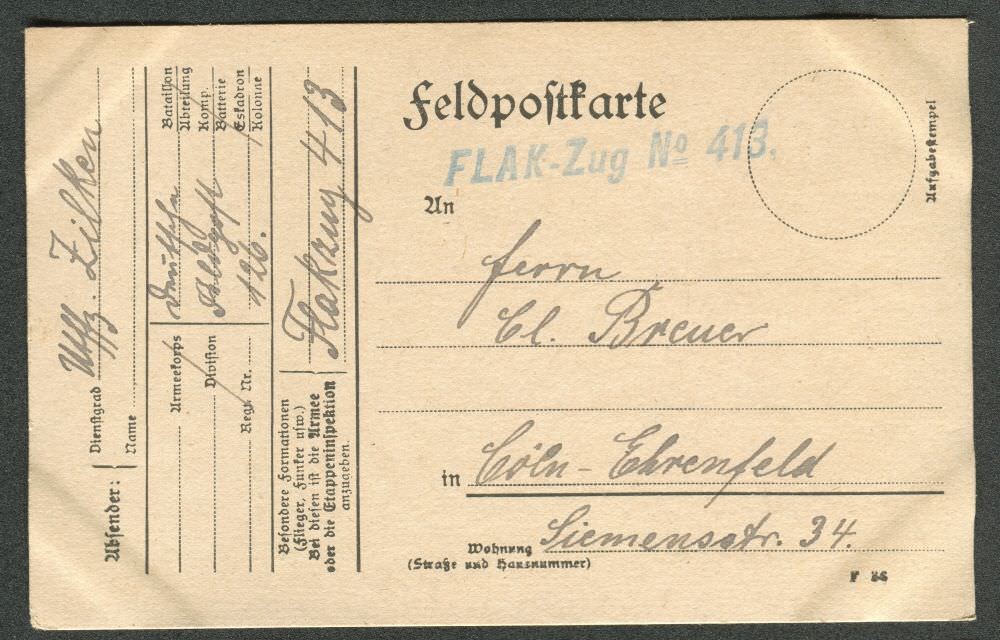 Absender:
Dienstgrad Uffz. Zilken
Name
Bataillon
Abteilung
Komp.
Batterie
Eskadron
Kolonne
Deutsche
Feldpost
126.
Armeekorps
Division
Regt. Nr.
Flakzug 413
Besondere Formationen
(Flieger, Funker usw.)
Bei diesen ist die Armee
oder die Etappeninspektion
anzugeben.
Feldpostkarte
FLAK-Zug № 413.
Aufgabestempel
An
Herrn
Cl. Breuer
in Cöln-Ehrenfeld
Wohnung Siemensstr. 34.
(Straße und Hausnummer)